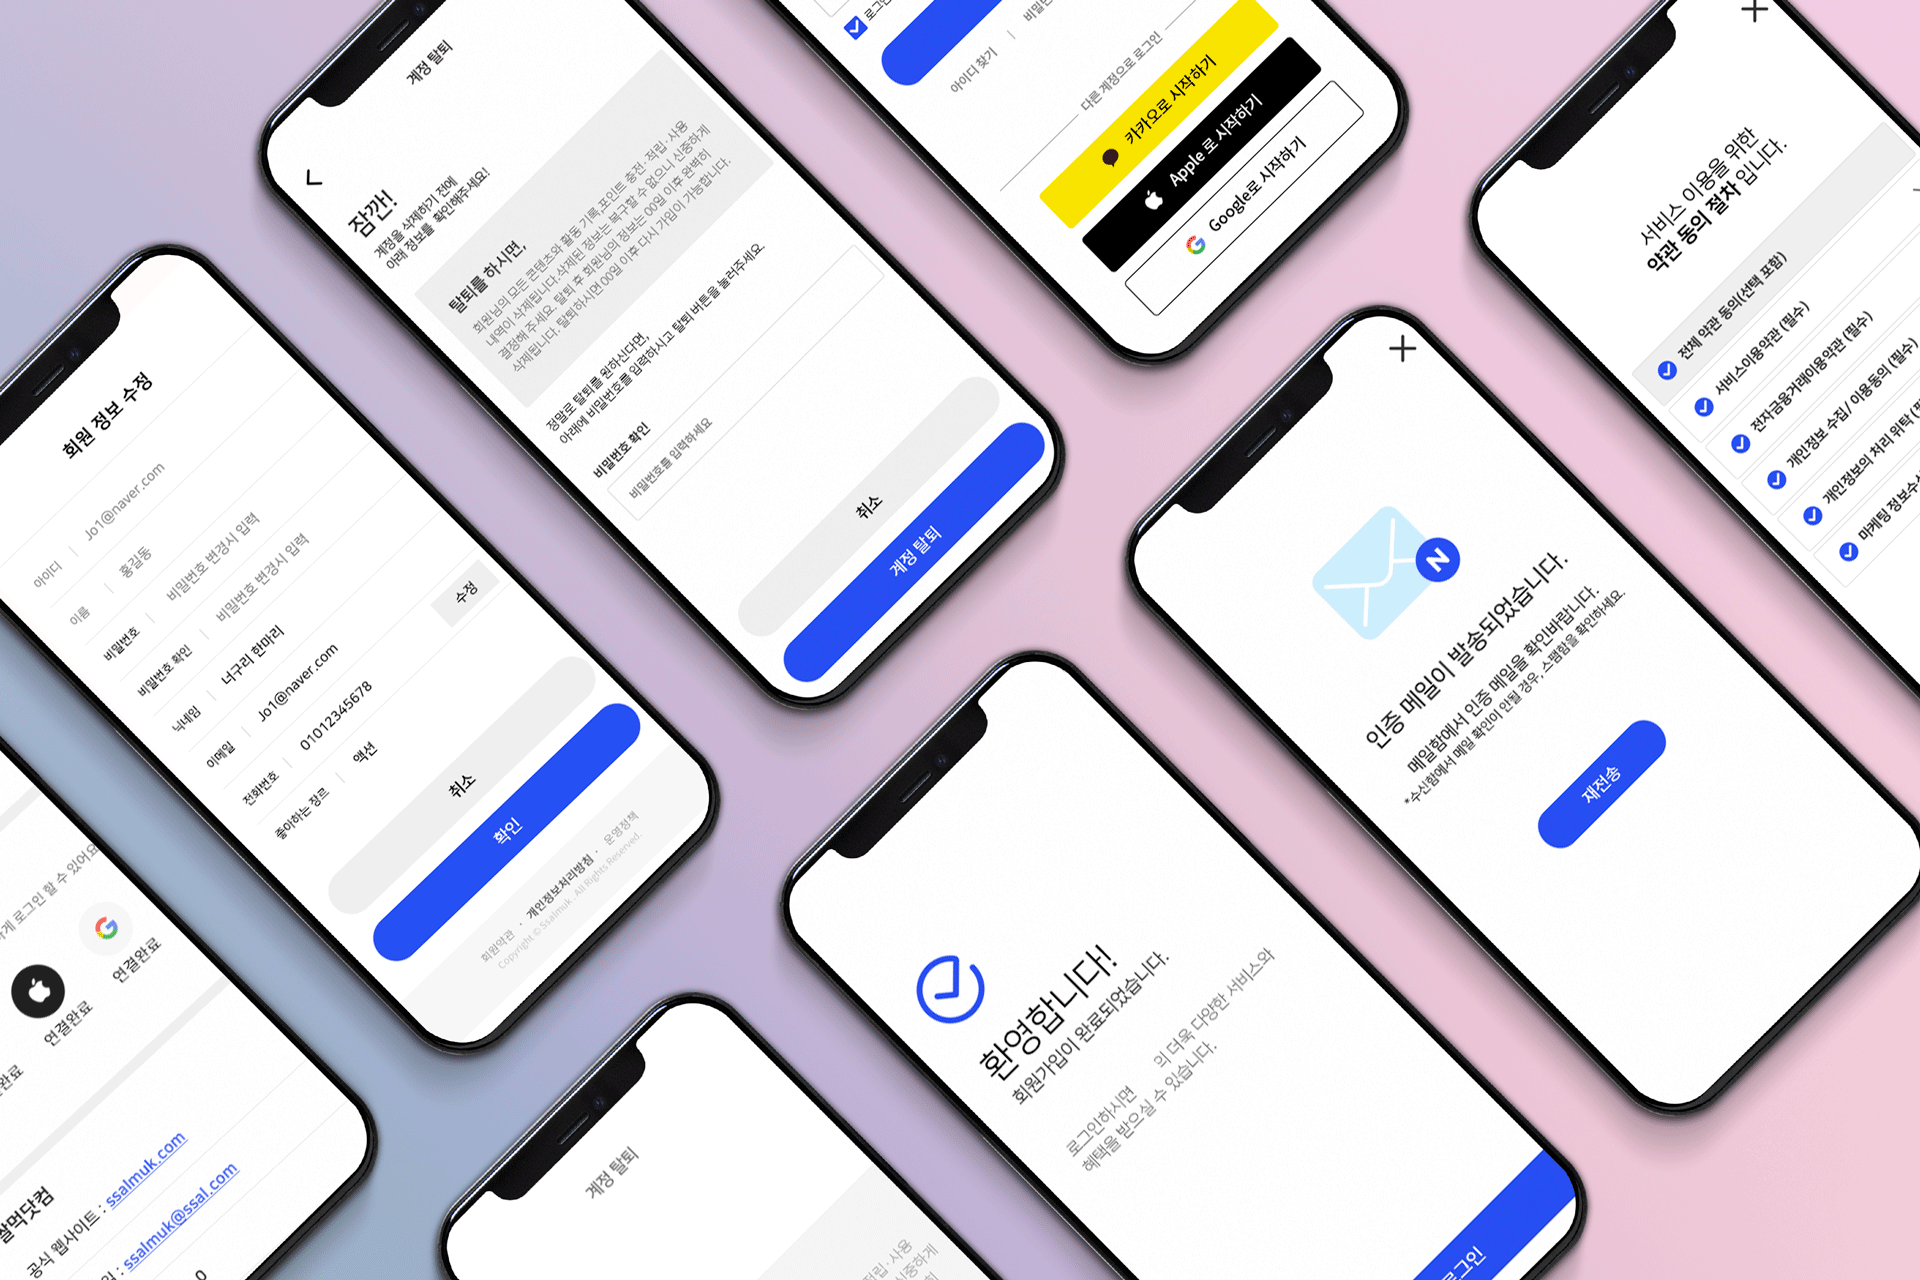 회원 정보 수정
아이디 | Jo1@naver.com
이름 | 홍길동
비밀번호 | 비밀번호 변경시 입력
비밀번호 확인 | 비밀번호 변경시 입력
닉네임 | 너구리 한마리
이메일 | Jo1@naver.com
수정
전화번호 | 01012345678
좋아하는 장르 | 액션
취소
확인
회원약관 · 개인정보처리방침 · 운영정책
Copyright © Ssalmuk. All Rights Reserved.
계정 탈퇴
잠깐!
계정을 삭제하기 전에
아래 정보를 확인해주세요!
탈퇴를 하시면,
회원님의 모든 콘텐츠와 활동 기록,포인트 충전·적립·사용
내역이 삭제됩니다.삭제된 정보는 복구할 수 없으니 신중하게
결정해 주세요. 탈퇴 후 회원님의 정보는 00일 이후 완벽히
삭제됩니다. 탈퇴하시면 00일 이후 다시 가입이 가능합니다.
정말로 탈퇴를 원하신다면,
아래에 비밀번호를 입력하시고 탈퇴 버튼을 눌러주세요.
비밀번호 확인
비밀번호를 입력하세요
취소
계정 탈퇴
로그인
아이디 찾기 |
다른 계정으로 로그인
카카오로 시작하기
Apple 로 시작하기
Google로 시작하기
서비스 이용을 위한
약관 동의 절차 입니다.
전체 약관 동의(선택 포함)
서비스이용약관 (필수)
전자금융거래이용약관 (필수)
개인정보 수집 / 이용동의 (필수)
개인정보의 처리 위탁
마케팅 정보수신
N
인증 메일이 발송되었습니다.
메일함에서 인증 메일을 확인바랍니다.
*수신함에서 메일 확인이 안될 경우, 스팸함을 확인하세요.
재전송
환영합니다!
회원가입이 완료되었습니다.
로그인하시면 의 더욱 다양한 서비스와
혜택을 받으실 수 있습니다.
로그인
하게 로그인 할 수 있어요
연결완료
연결완료
완료
쌀먹닷컴
공식 웹사이트 : ssalmuk.com
: ssalmuk@ssal.com
계정 탈퇴
적립·사용
신중하게